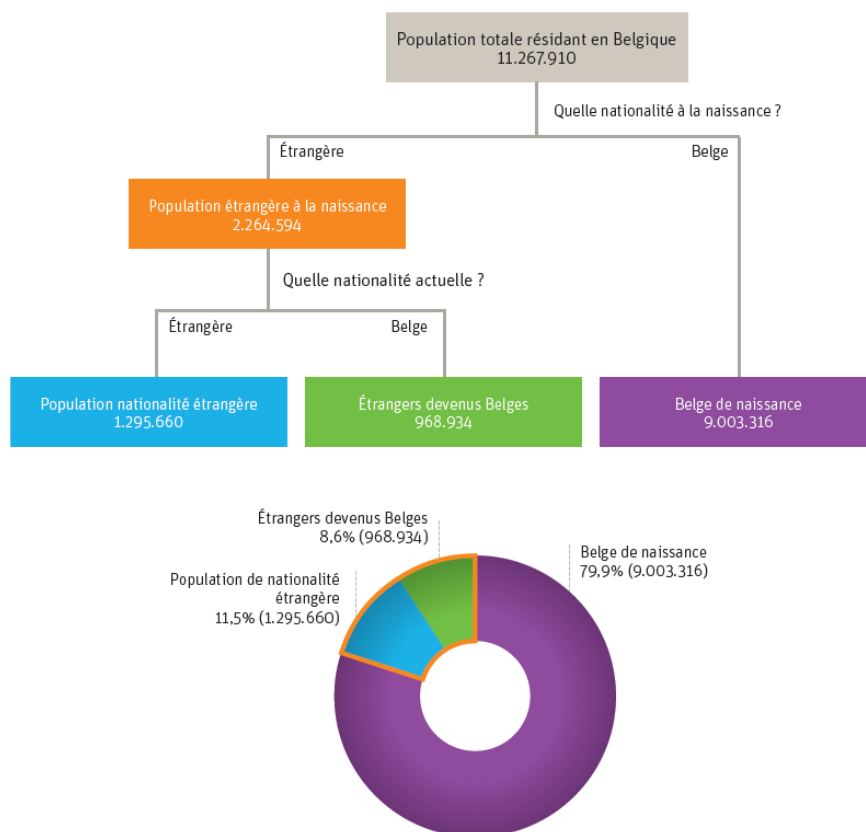 Population totale résidant en Belgique
11.267.910
Quelle nationalité à la naissance ?
Étrangère
Belge
Population étrangère à la naissance
2.264.594
Quelle nationalité actuelle ?
Étrangère
Belge
Population nationalité étrangère
1.295.660
Étrangers devenus Belges
968.934
Belge de naissance
9.003.316
Étrangers devenus Belges
8,6% (968.934)
Belge de naissance
79,9% (9.003.316)
Population de nationalité
étrangère
11,5% (1.295.660)